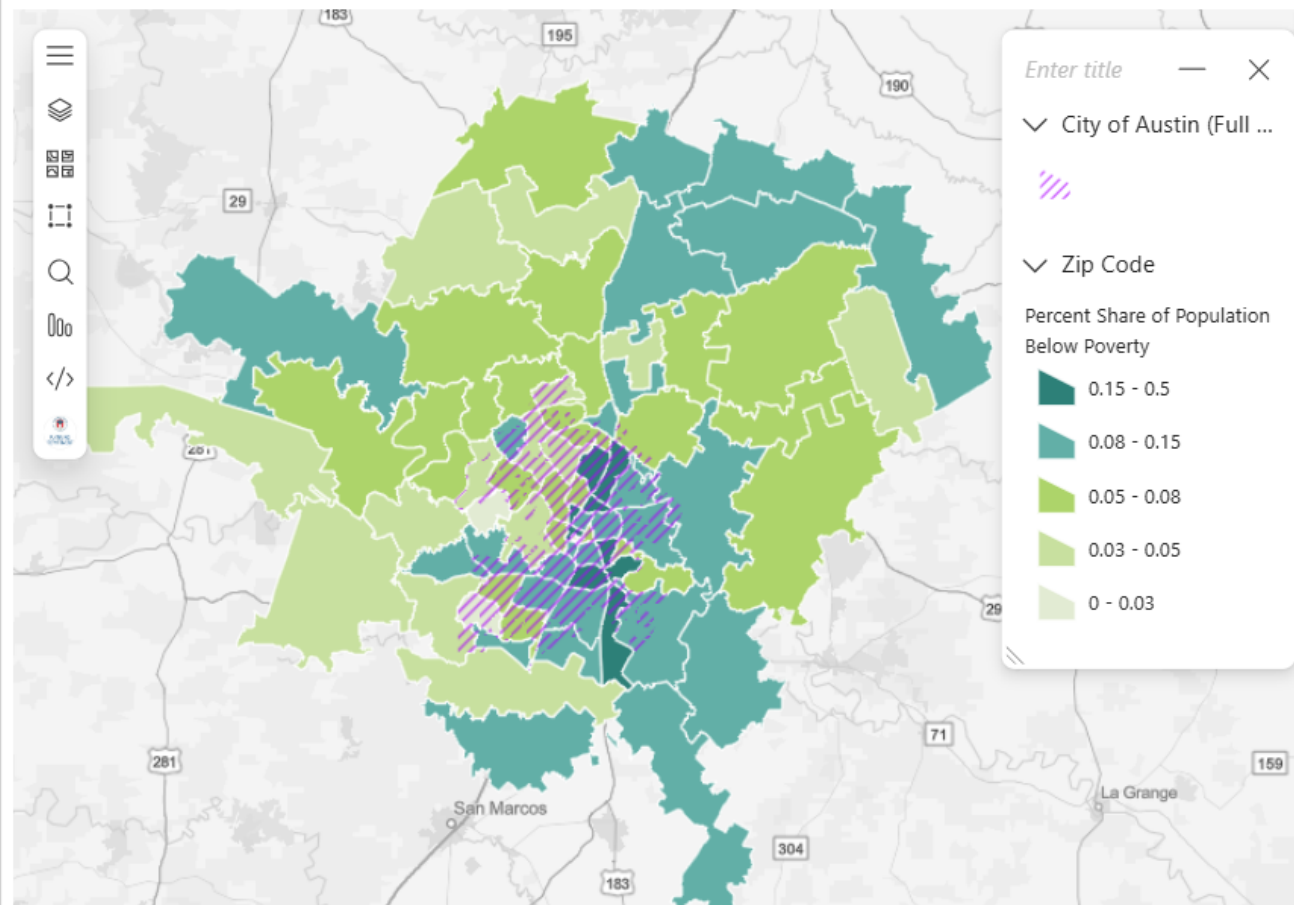 183
195
190
29
281
281
29
71
159
La Grange
San Marcos
304
183
</>
Enter title
City of Austin (Full ...
Zip Code
Percent Share of Population
Below Poverty
0.15 - 0.5
0.08 - 0.15
0.05 - 0.08
0.03 - 0.05
0 - 0.03